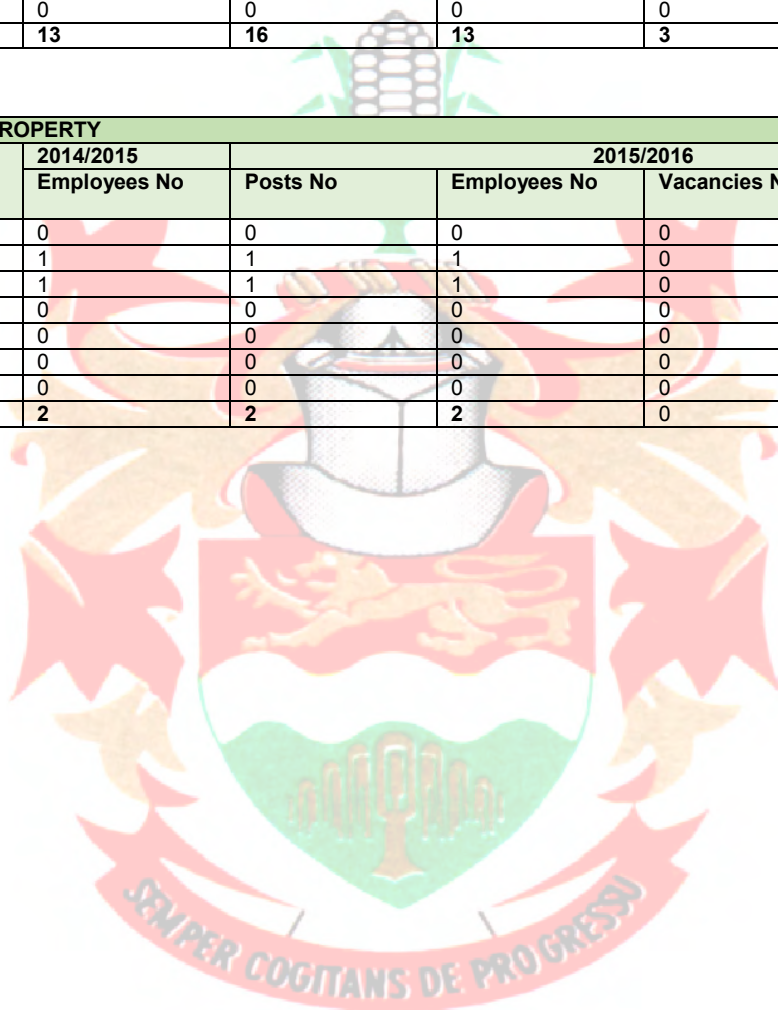 0 0 0 0
13 16 13 3
ROPERTY
2014/2015 2015/2016
Employees No Posts No Employees No Vacancies N
0 0 0 0
1 1 1 0
1 1 1 0
0 0 0 0
0 0 0 0
0 0 0 0
0 0 0 0
2 2 2 0
SEMPER COGITANS DE PROGRESSU